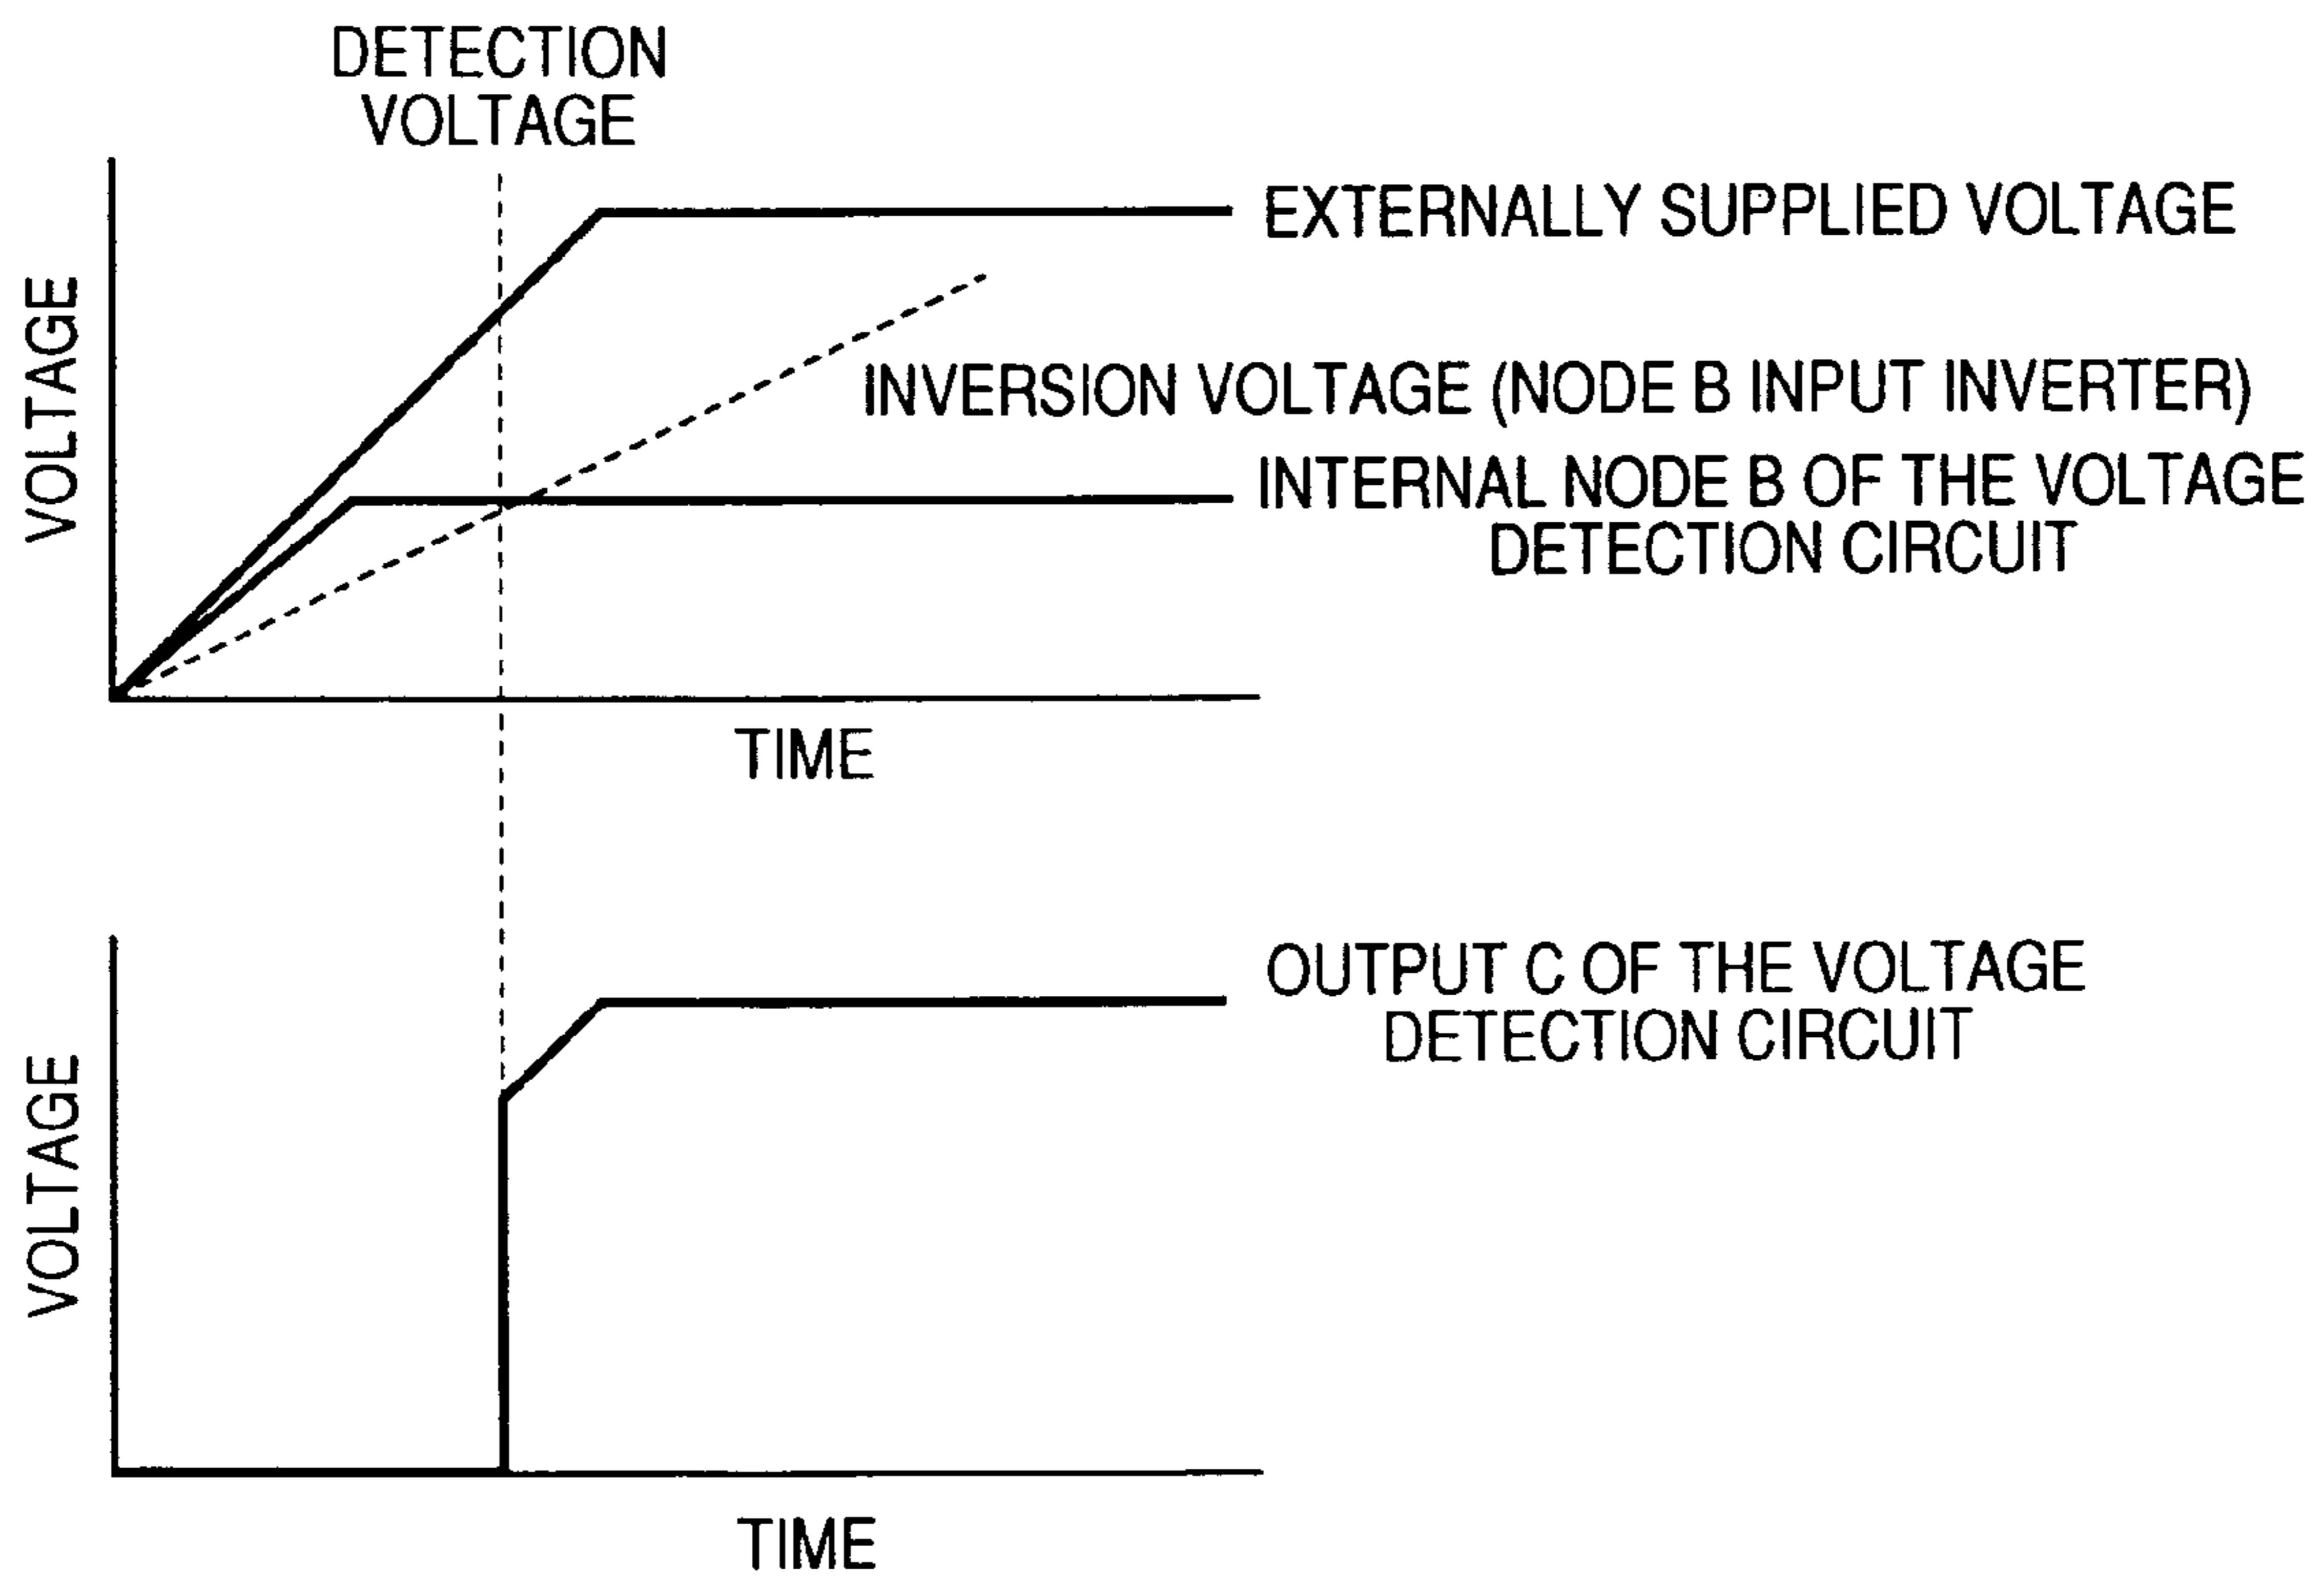 DETECTION
VOLTAGE
VOLTAGE
EXTERNALLY SUPPLIED VOLTAGE
INVERSION VOLTAGE (NODE B INPUT INVERTER)
INTERNAL NODE B OF THE VOLTAGE
DETECTION CIRCUIT
TIME
VOLTAGE
OUTPUT C OF THE VOLTAGE
DETECTION CIRCUIT
TIME